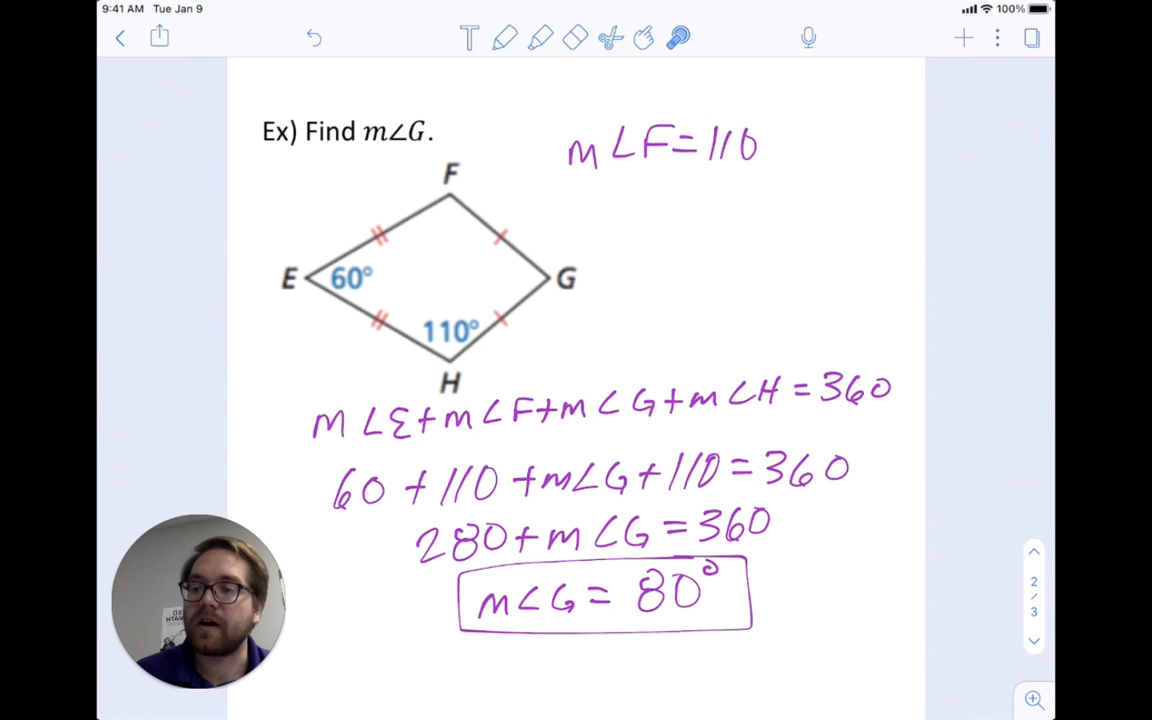 9:41 AM Tue Jan 9
100%
Ex) Find m∠G.
m∠F=110
F
E 60°
G
110°
H
m∠E+m∠F+m∠G+m∠H=360
60+110+m∠G+110=360
280+m∠G=360
m∠G=80°
2
/
3